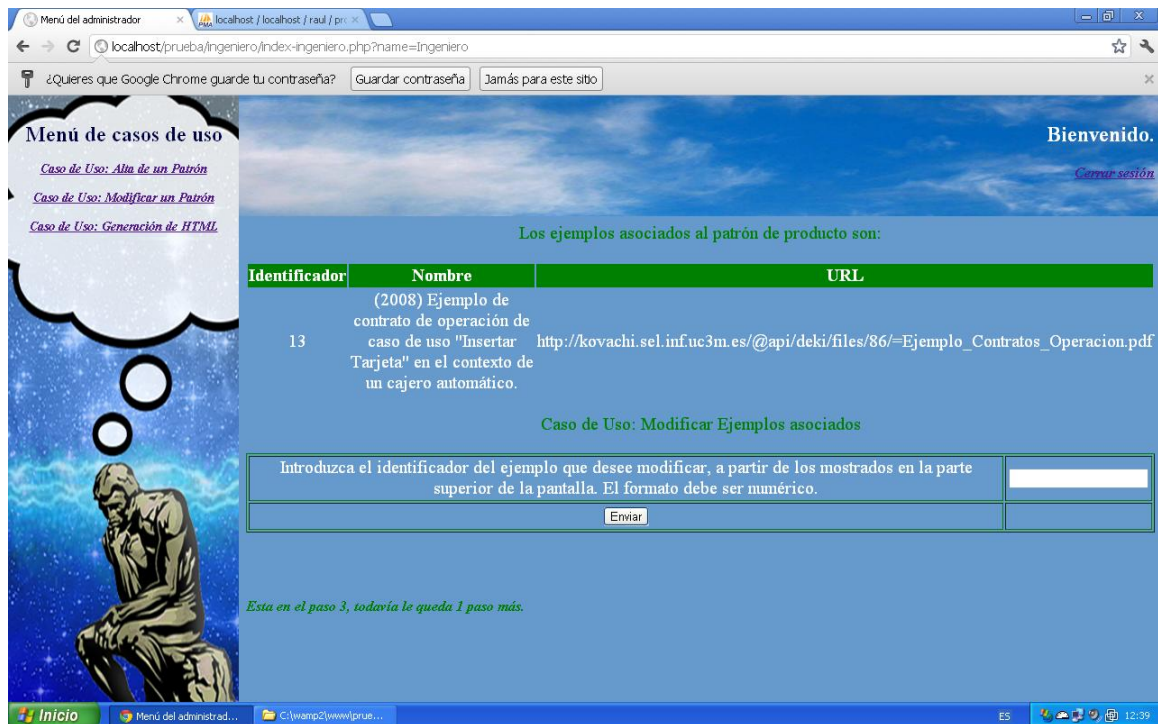 Menú del administrador
localhost / localhost / raul / pro
localhost/prueba/ingeniero/index-ingeniero.php?name=Ingeniero
¿Quieres que Google Chrome guarde tu contraseña? Guardar contraseña Jamás para este sitio
Menú de casos de uso
Caso de Uso: Alta de un Patrón
Caso de Uso: Modificar un Patrón
Caso de Uso: Generación de HTML
Bienvenido.
Cerrar sesión
Los ejemplos asociados al patrón de producto son:
Identificador Nombre URL
13
(2008) Ejemplo de
contrato de operación de
caso de uso "Insertar
Tarjeta" en el contexto de
un cajero automático.
http://kovachi.sel.inf.uc3m.es/@api/deki/files/86/=Ejemplo_Contratos_Operacion.pdf
Caso de Uso: Modificar Ejemplos asociados
Introduzca el identificador del ejemplo que desee modificar, a partir de los mostrados en la parte
superior de la pantalla. El formato debe ser numérico.
Enviar
Esta en el paso 3, todavía le queda 1 paso más.
Inicio
Menú del administrad...
C:\wamp2\www\prue...
ES
12:39